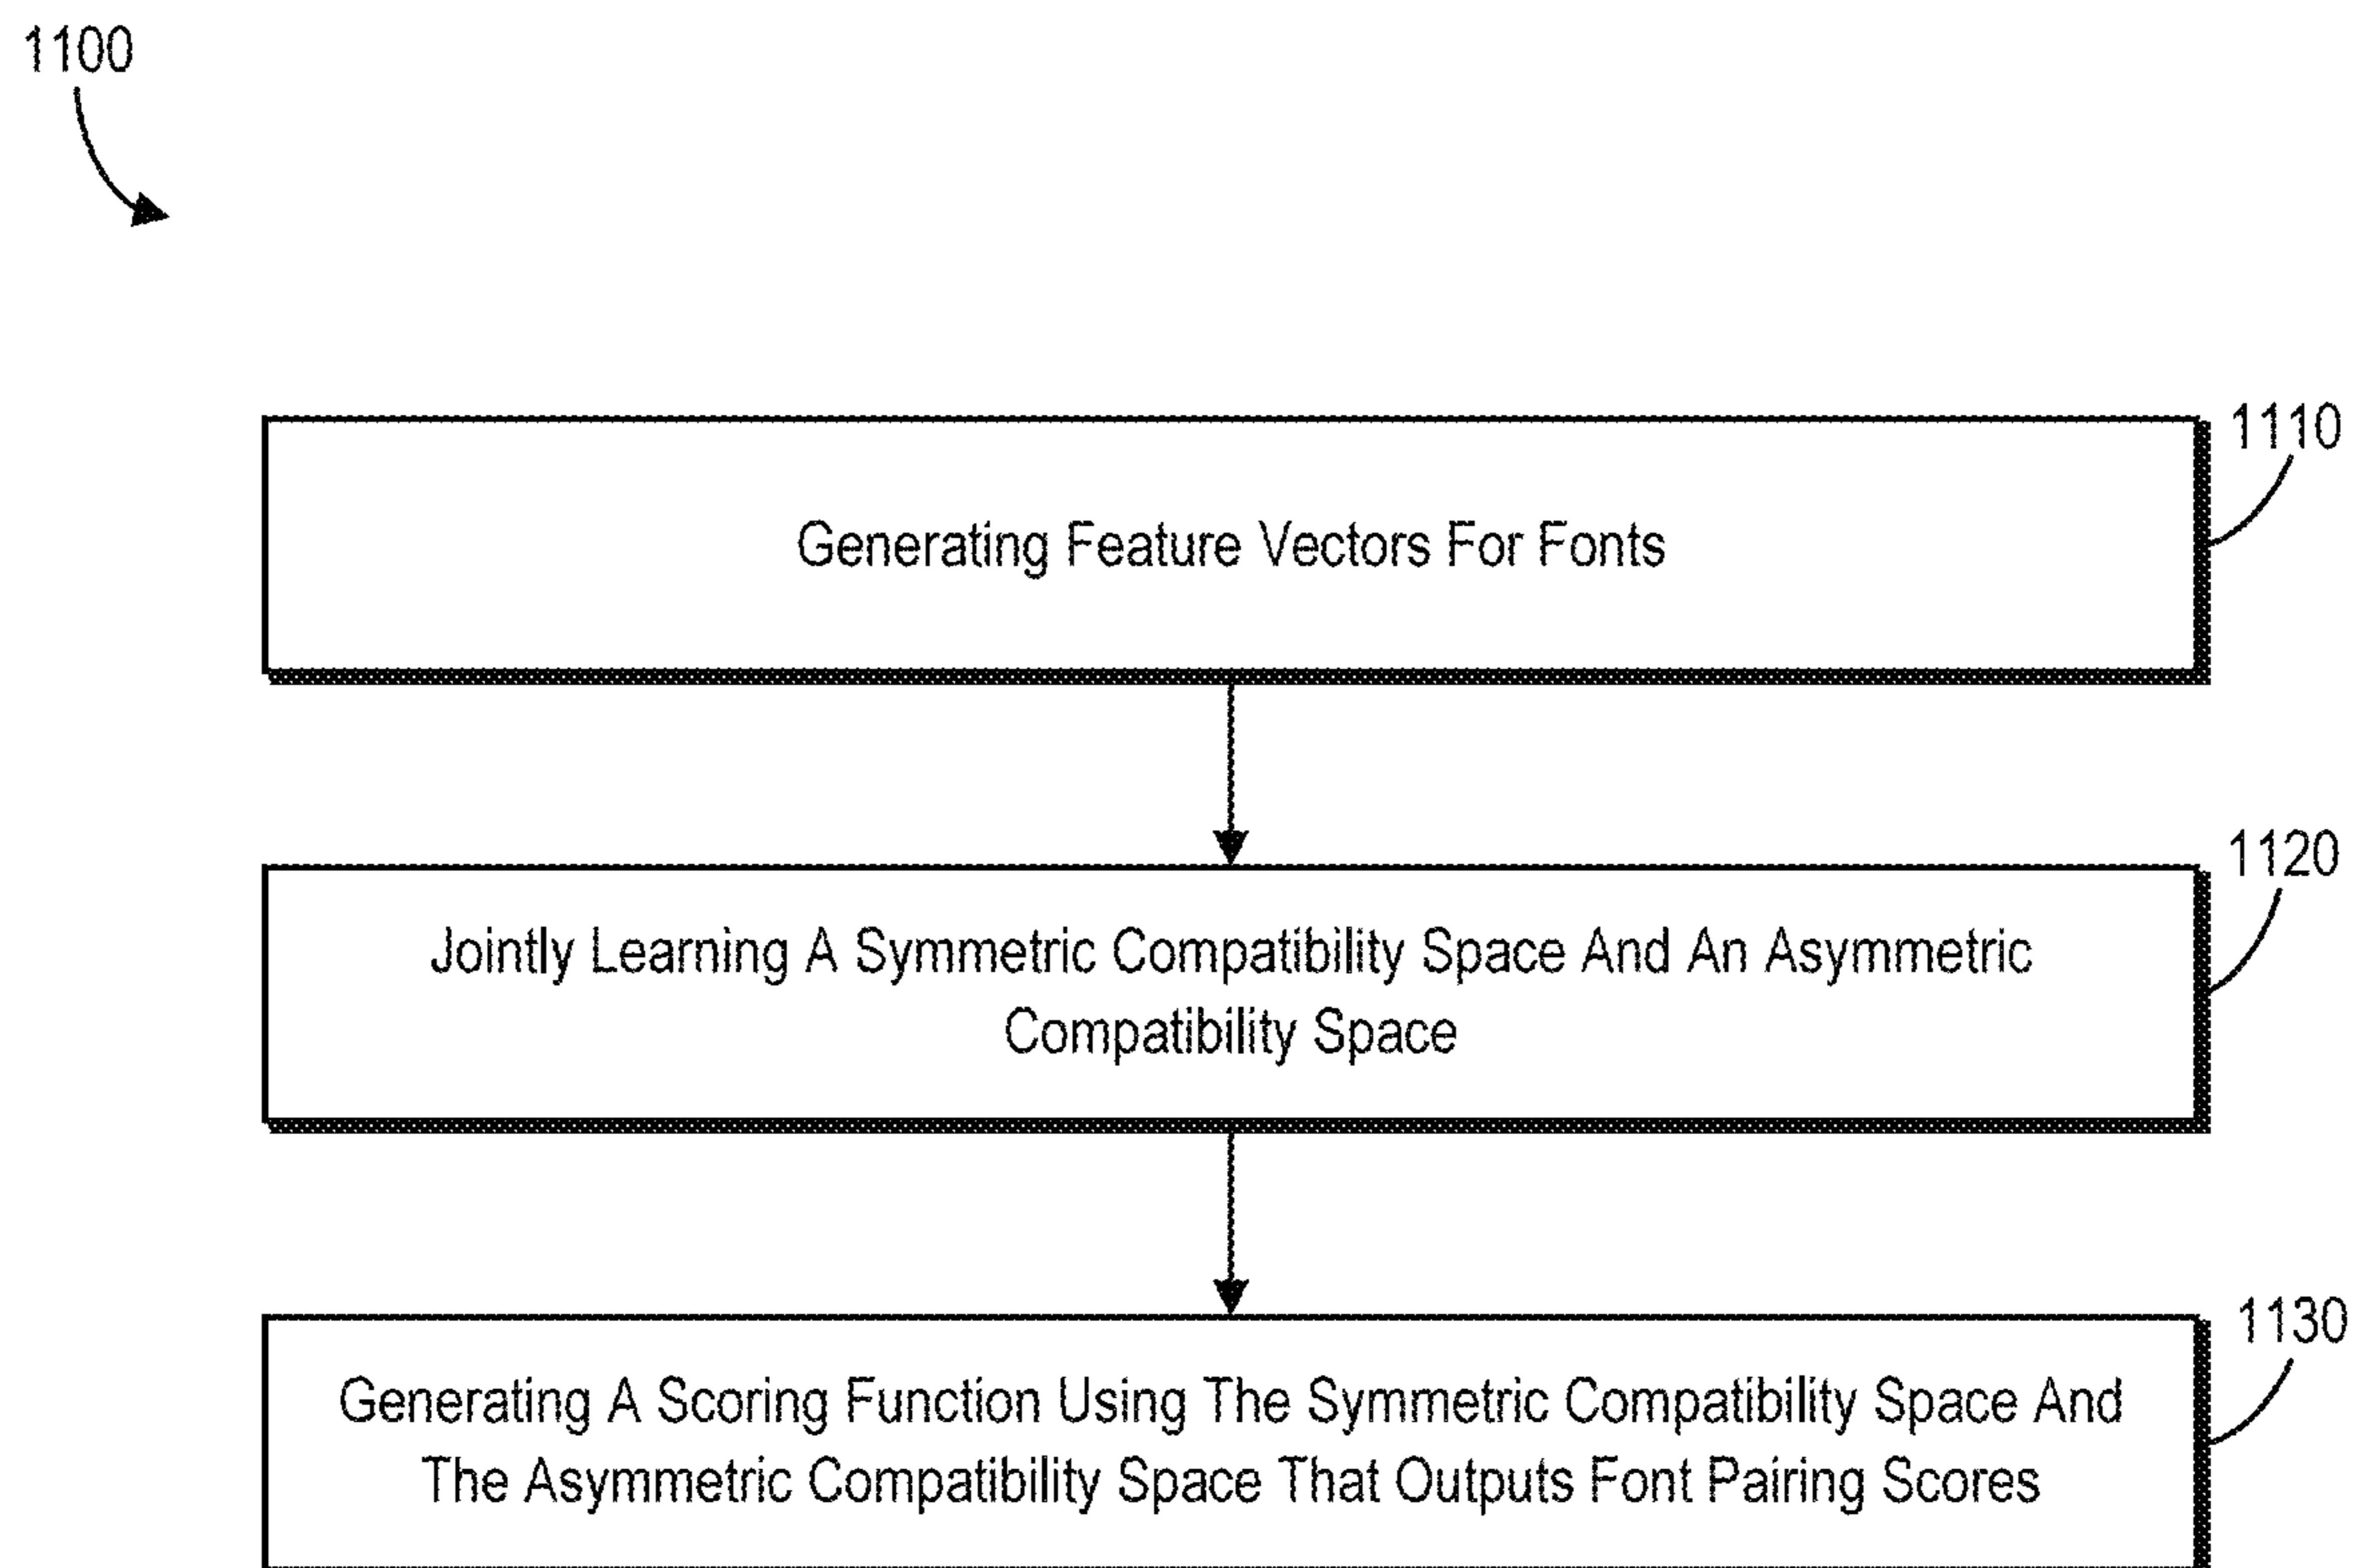 1100
1110
Generating Feature Vectors For Fonts
1120
Jointly Learning A Symmetric Compatibility Space And An Asymmetric
Compatibility Space
1130
Generating A Scoring Function Using The Symmetric Compatibility Space And
The Asymmetric Compatibility Space That Outputs Font Pairing Scores